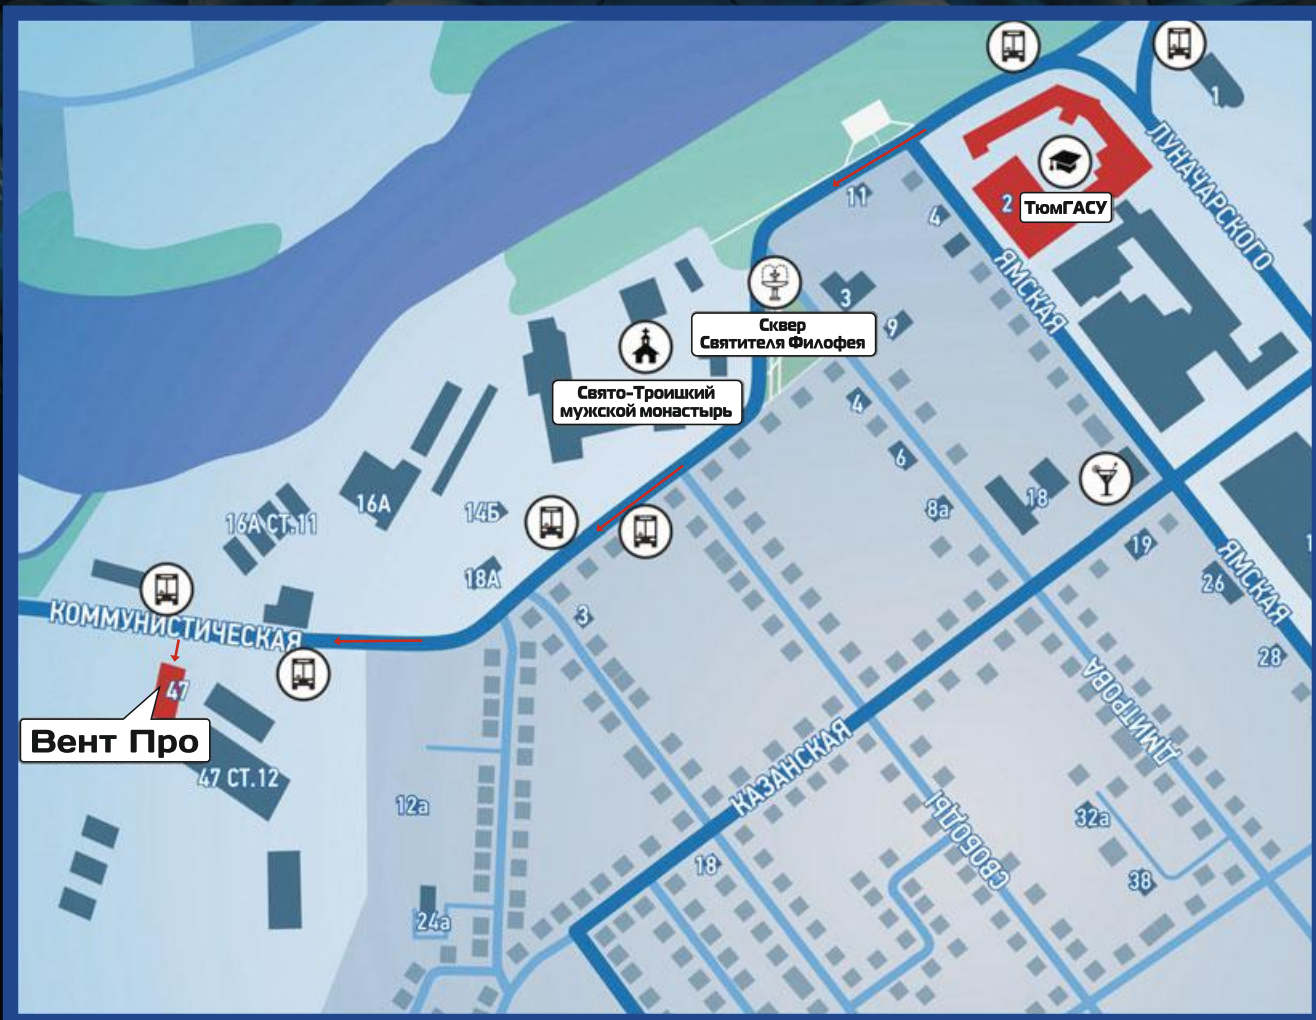 1
ЛУНАЧАРСКОГО
2
ТюмГАСУ
11
4
ЯМСКАЯ
3
9
Сквер
Святителя Филофея
Свято-Троицкий
мужской монастырь
4
6
16А
14Б
16А СТ.11
8а
18
19
ЯМСКАЯ
26
18А
3
28
КОММУНИСТИЧЕСКАЯ
47
Вент Про
47 СТ.12
12а
КАЗАНСКАЯ
ДМИТРОВА
СВОБОДЫ
32а
18
38
24а